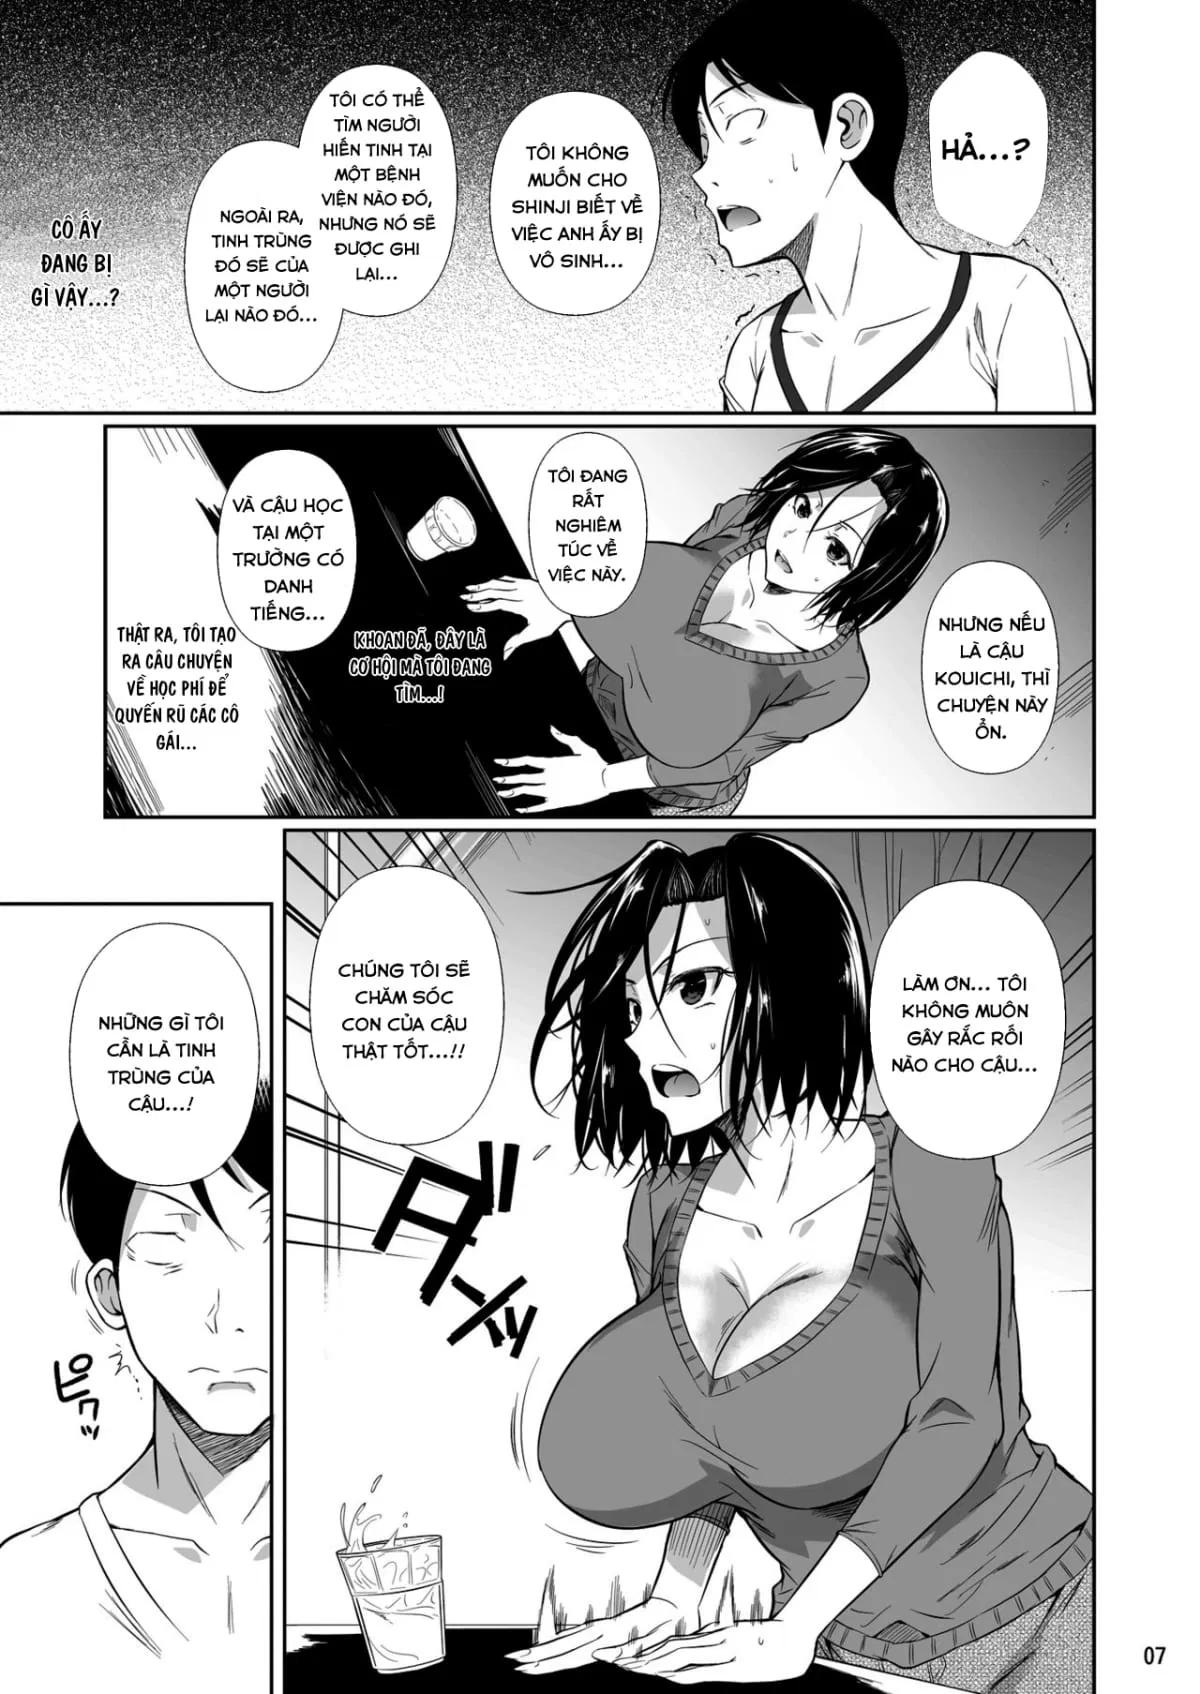 HẢ...?
TÔI KHÔNG
MUỐN CHO
SHINJI BIẾT VỀ
VIỆC ANH ẤY BỊ
VÔ SINH...
TÔI CÓ THỂ
TÌM NGƯỜI
HIẾN TINH TẠI
MỘT BỆNH
VIỆN NÀO ĐÓ,
NHƯNG NÓ SẼ
ĐƯỢC GHI
LẠI...
NGOÀI RA,
TINH TRÙNG
ĐÓ SẼ CỦA
MỘT NGƯỜI
LẠI NÀO ĐÓ...
CÔ ẤY
ĐANG BỊ
GÌ VẬY...?
NHƯNG NẾU
LÀ CẬU
KOUICHI, THÌ
CHUYỆN NÀY
ỔN.
TÔI ĐANG
RẤT
NGHIÊM
TÚC VỀ
VIỆC NÀY.
KHOAN ĐÃ, ĐÂY LÀ
CƠ HỘI MÀ TÔI ĐANG
TÌM...!
VÀ CẬU HỌC
TẠI MỘT
TRƯỜNG CÓ
DANH
TIẾNG...
THẬT RA, TÔI TẠO
RA CÂU CHUYỆN
VỀ HỌC PHÍ ĐỂ
QUYẾN RŨ CÁC CÔ
GÁI...
LÀM ƠN... TÔI
KHÔNG MUÔN
GÂY RẮC RỐI
NÀO CHO CẬU...
CHÚNG TÔI SẼ
CHĂM SÓC
CON CỦA CẬU
THẬT TỐT...!!
ダンッ
NHỮNG GÌ TÔI
CẦN LÀ TINH
TRÙNG CỦA
CẬU...!
ピクッ
07